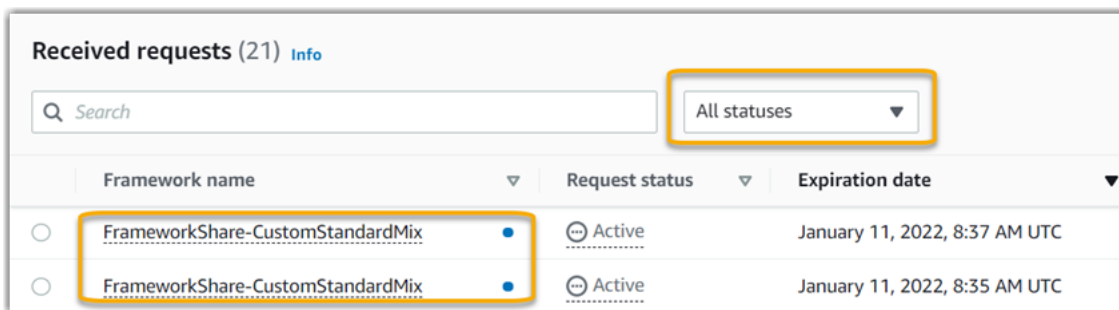 Received requests (21) Info
Search
All statuses
Framework name
Request status
Expiration date
FrameworkShare-CustomStandardMix
Active
January 11, 2022, 8:37 AM UTC
FrameworkShare-CustomStandardMix
Active
January 11, 2022, 8:35 AM UTC